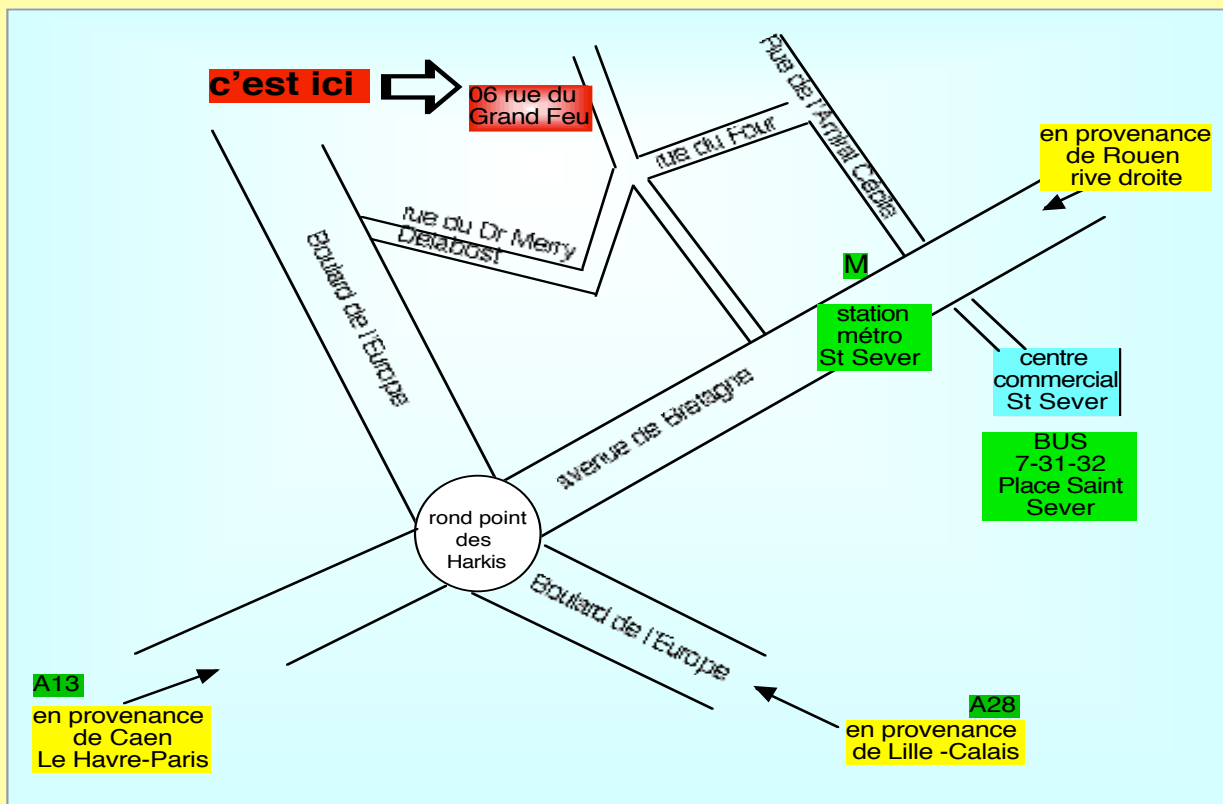 c'est ici
06 rue du
Grand Feu
Rue de l'Amiral Cécile
rue du Four
en provenance
de Rouen
rive droite
rue du Dr Merry
Delabost
Boulard de l'Europe
M
station
métro
St Sever
centre
commercial
St Sever
avenue de Bretagne
BUS
7-31-32
Place Saint
Sever
rond point
des
Harkis
Boulard de l'Europe
A13
en provenance
de Caen
Le Havre-Paris
A28
en provenance
de Lille -Calais